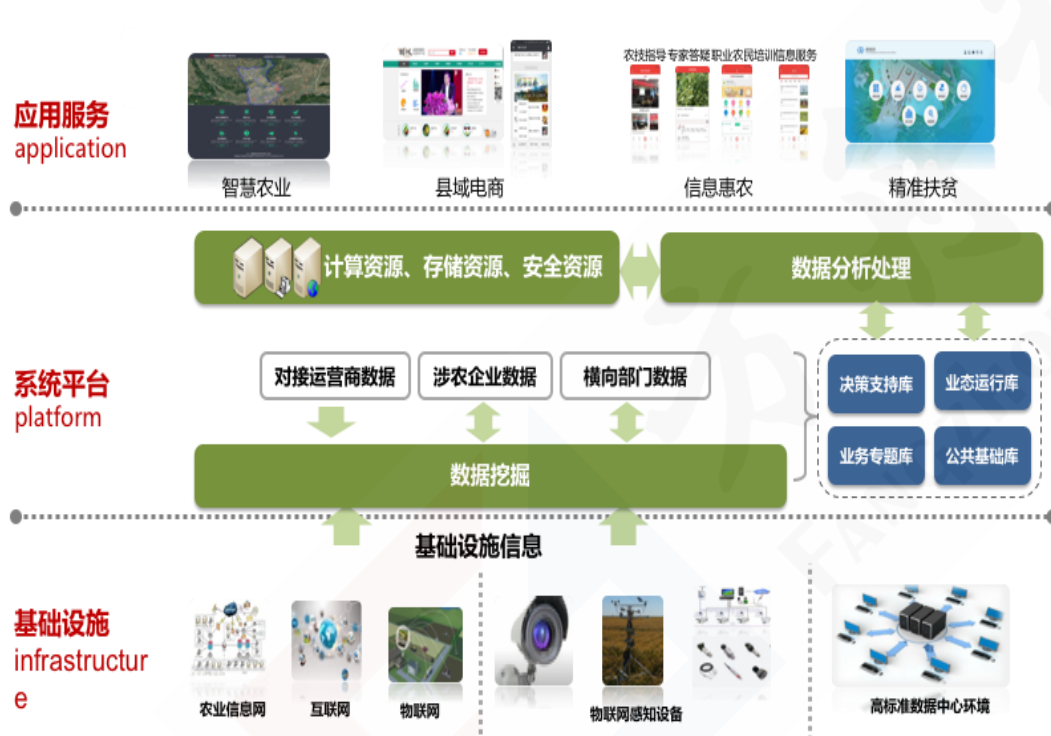 农技指导 专家答疑 职业农民培训 信息服务
应用服务
application
智慧农业
县域电商
信息惠农
精准扶贫
计算资源、存储资源、安全资源
数据分析处理
系统平台
platform
对接运营商数据
涉农企业数据
横向部门数据
决策支持库
业态运行库
业务专题库
公共基础库
数据挖掘
基础设施信息
基础设施
infrastructur
e
农业信息网
互联网
物联网
物联网感知设备
高标准数据中心环境